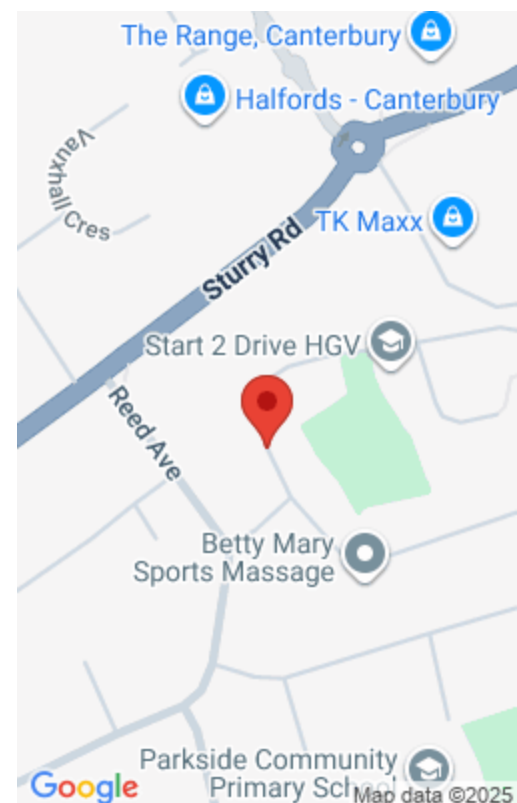 The Range, Canterbury
Halfords - Canterbury
Vauxhall Cres
TK Maxx
Sturry Rd
Start 2 Drive HGV
Reed Ave
Betty Mary
Sports Massage
Parkside Community
Primary School
Google
Map data ©2025